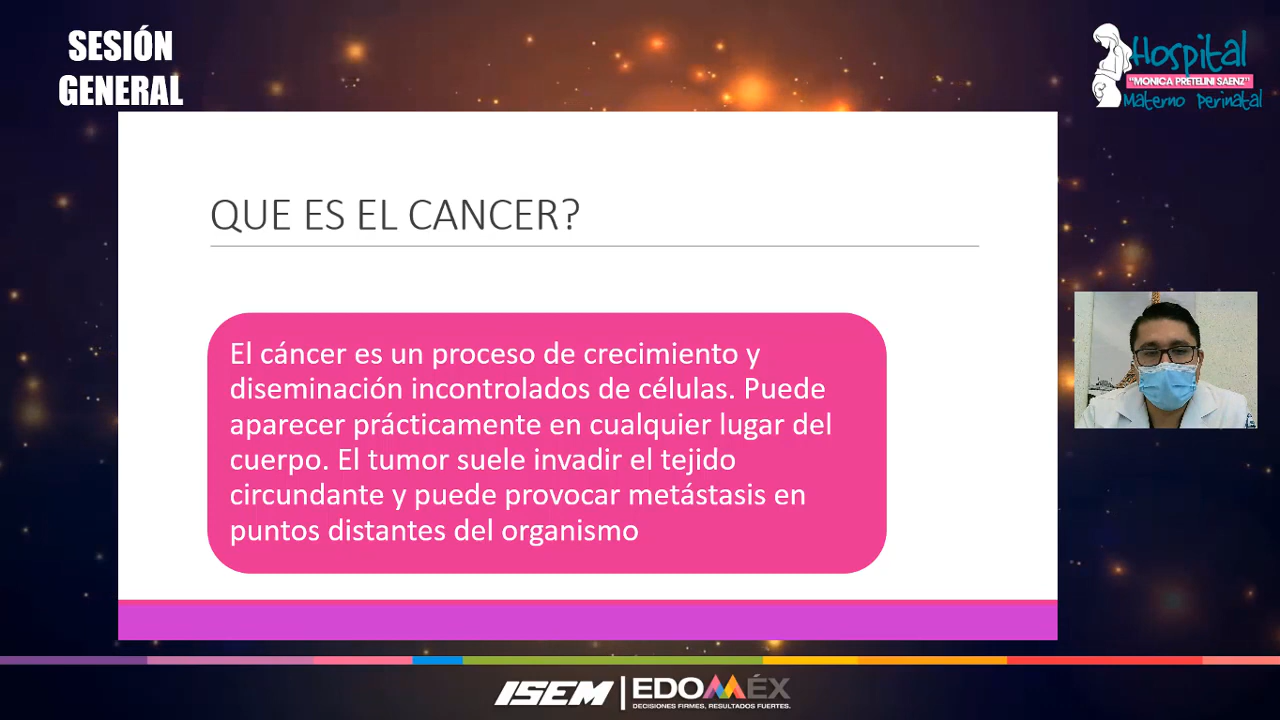 SESIÓN
GENERAL
Hospital
"MONICA PRETELINI SAENZ"
Materno Perinatal
QUE ES EL CANCER?
El cáncer es un proceso de crecimiento y
diseminación incontrolados de células. Puede
aparecer prácticamente en cualquier lugar del
cuerpo. El tumor suele invadir el tejido
circundante y puede provocar metástasis en
puntos distantes del organismo
ISEM | EDOMÉX
DECISIONES FIRMES, RESULTADOS FUERTES.